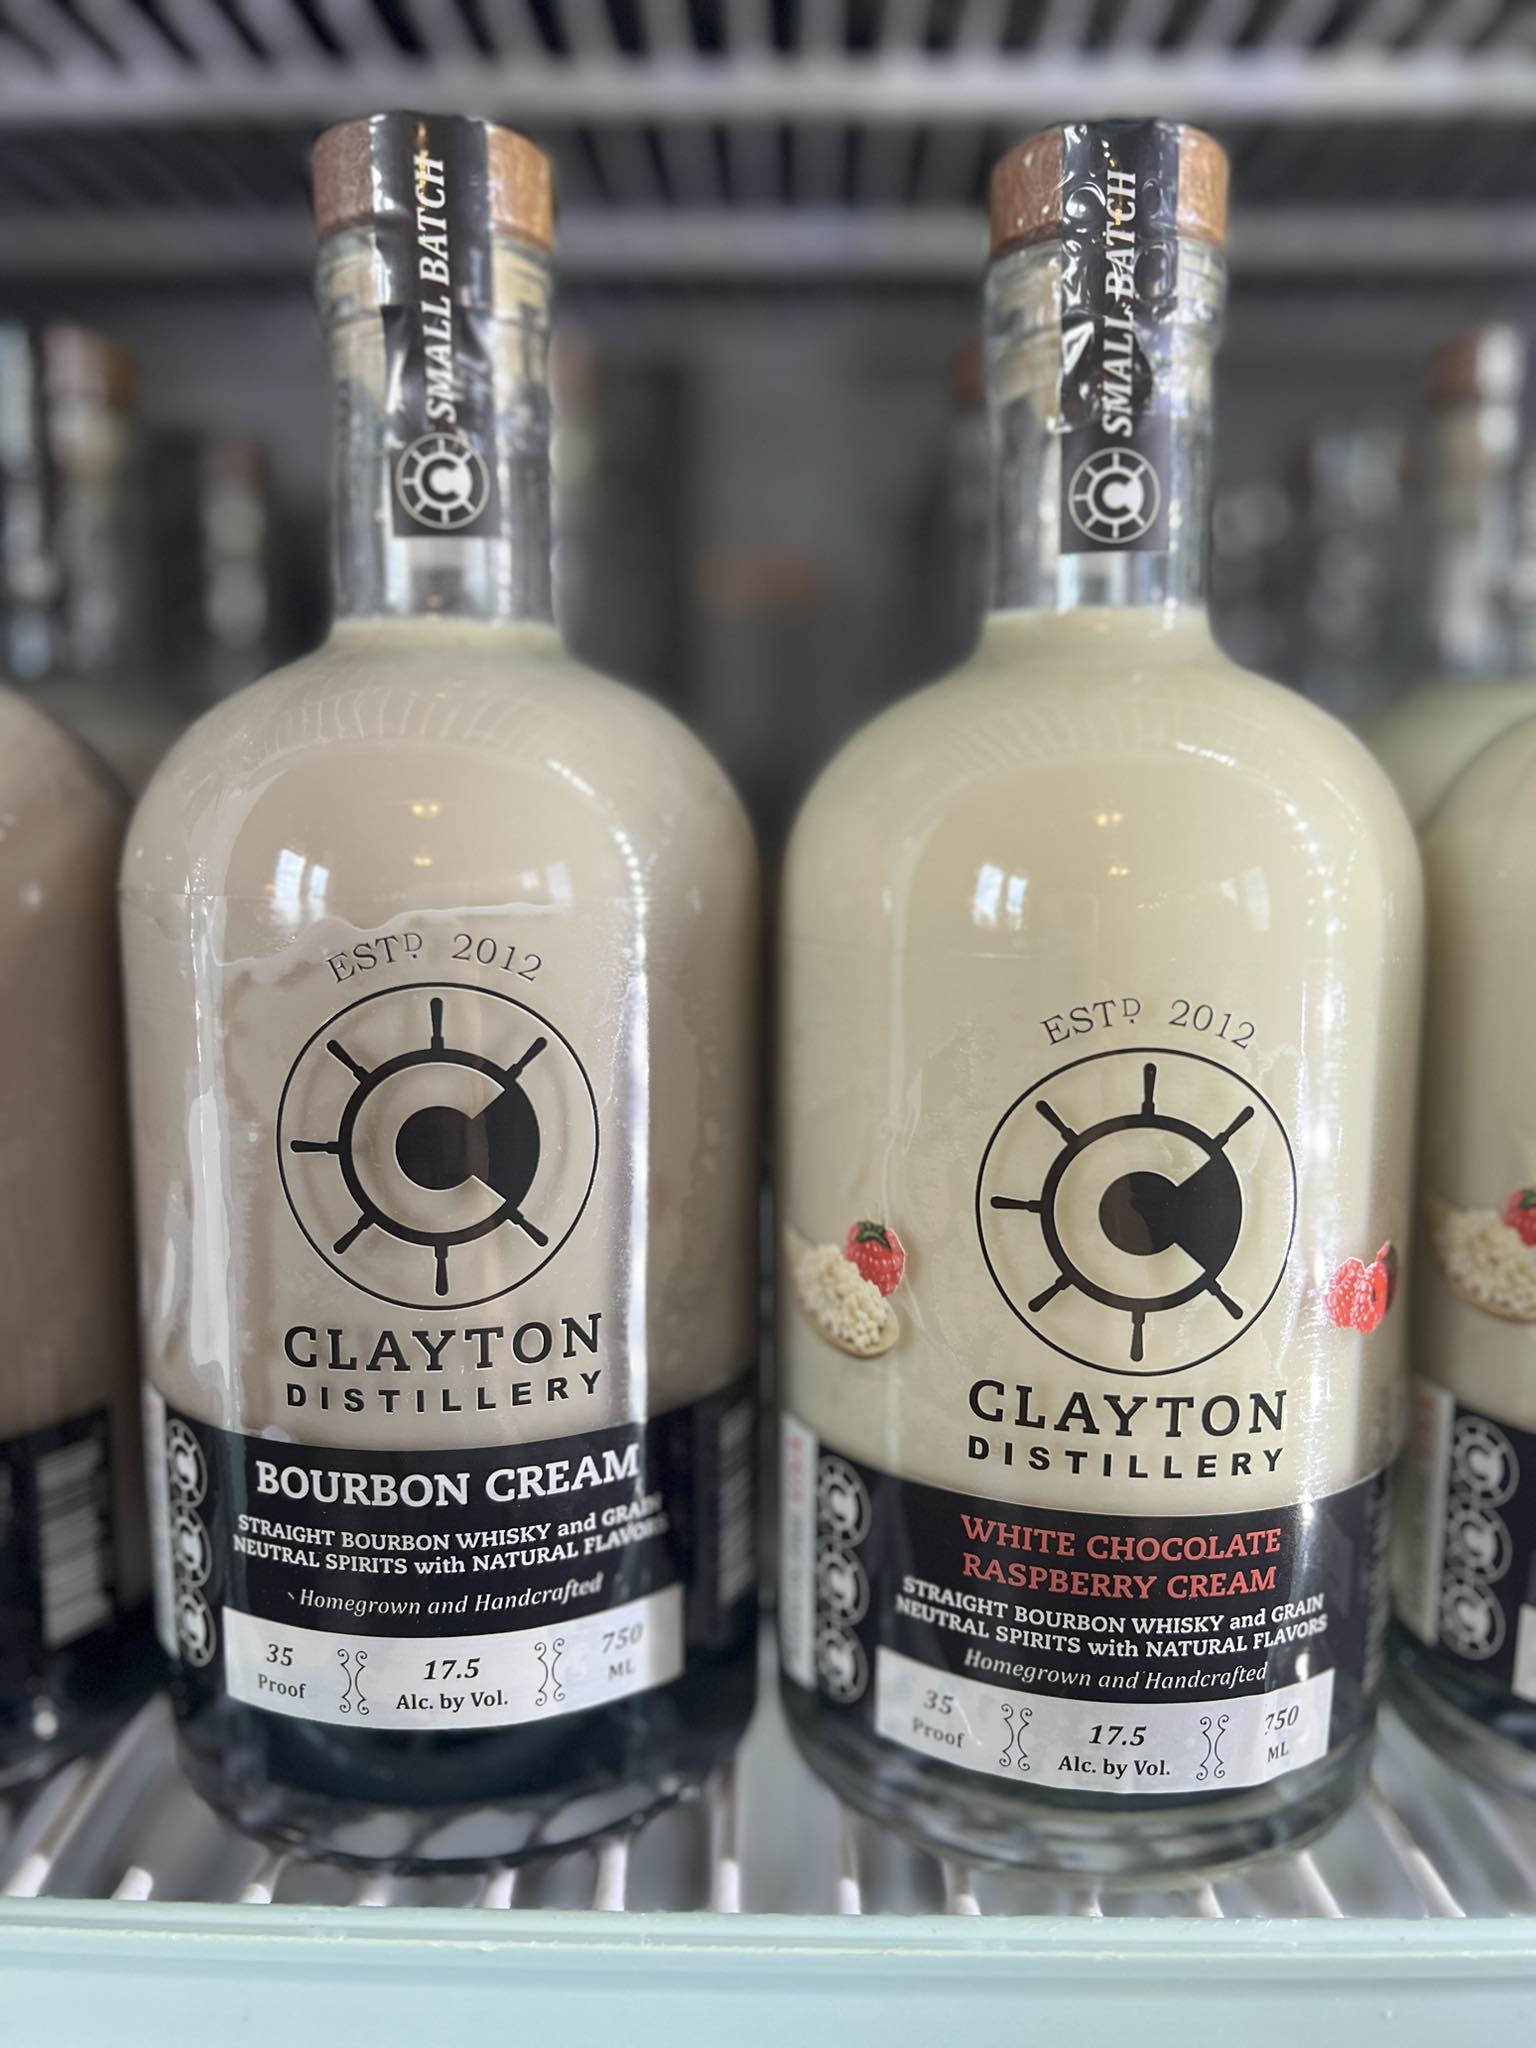 SMALL BATCH
C
ESTD. 2012
C
CLAYTON
DISTILLERY
BOURBON CREAM
STRAIGHT BOURBON WHISKY and GRAIN
NEUTRAL SPIRITS with NATURAL FLAVORS
Homegrown and Handcrafted
35
Proof
17.5
Alc. by Vol.
750
ML
SMALL BATCH
C
ESTD. 2012
C
CLAYTON
DISTILLERY
WHITE CHOCOLATE
RASPBERRY CREAM
STRAIGHT BOURBON WHISKY and GRAIN
NEUTRAL SPIRITS with NATURAL FLAVORS
Homegrown and Handcrafted
35
Proof
17.5
Alc. by Vol.
750
ML